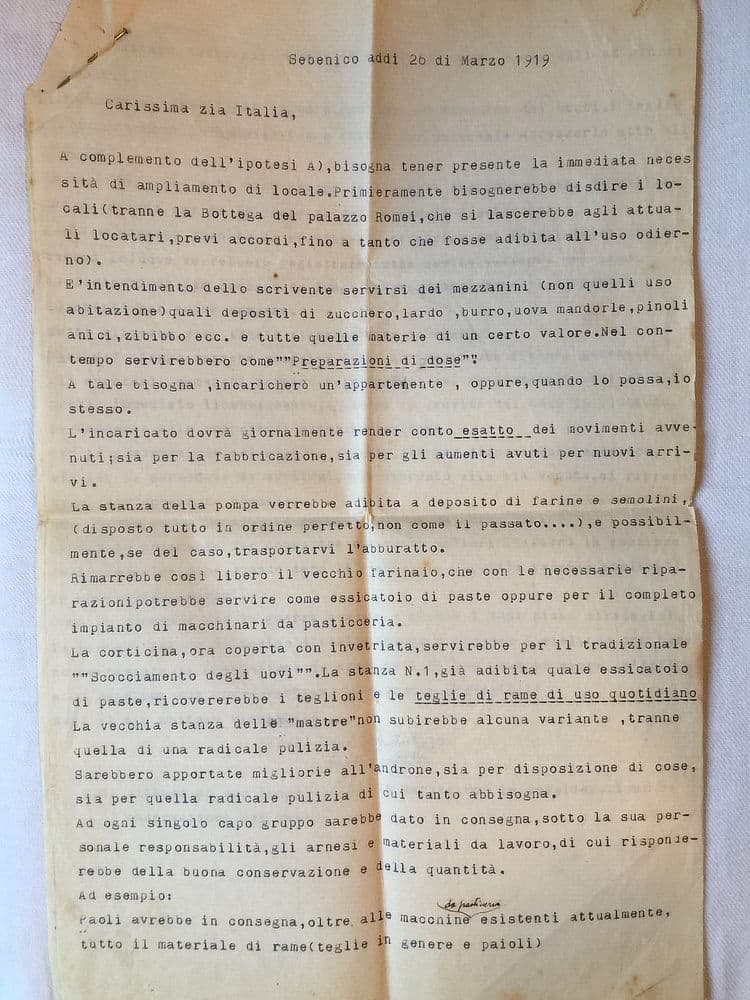 Sebenico addi 26 di Marzo 1919
Carissima zia Italia,
A complemento dell'ipotesi A),bisogna tener presente la immediata neces
sità di ampliamento di locale.Primieramente bisognerebbe disdire i lo-
cali(tranne la Bottega del palazzo Romei,che si lascerebbe agli attua-
li locatari,previ accordi,fino a tanto che fosse adibita all'uso odier-
no).
E'intendimento dello scrivente servirsi dei mezzanini (non quelli uso
abitazione)quali depositi di zucchero,lardo ,burro,uova mandorle,pinoli
anici,zibibbo ecc. e tutte quelle materie di un certo valore.Nel con-
tempo servirebbero come""Preparazioni di dose"".
A tale bisogna ,incaricherò un'appartenente , oppure,quando lo possa,io
stesso.
L'incaricato dovrà giornalmente render conto esatto dei movimenti avve-
nuti;sia per la fabbricazione,sia per gli aumenti avuti per nuovi arri-
vi.
La stanza della pompa verrebbe adibita a deposito di farine e semolini,
(disposto tutto in ordine perfetto,non come il passato....),e possibil-
mente,se del caso,trasportarvi l'abburatto.
Rimarrebbe così libero il vecchio farinaio,che con le necessarie ripa-
razionipotrebbe servire come essicatoio di paste oppure per il completo
impianto di macchinari da pasticceria.
La corticina,ora coperta con invetriata,servirebbe per il tradizionale
""Scocciamento degli uovi"".La stanza N.1,già adibita quale essicatoio
di paste,ricovererebbe i teglioni e le teglie di rame di uso quotidiano
La vecchia stanza delle "mastre"non subirebbe alcuna variante ,tranne
quella di una radicale pulizia.
Sarebbero apportate migliorie all'androne,sia per disposizione di cose,
sia per quella radicale pulizia di cui tanto abbisogna.
Ad ogni singolo capo gruppo sarebbe dato in consegna,sotto la sua per-
sonale responsabilità,gli arnesi e materiali da lavoro,di cui risponde-
rebbe della buona conservazione e della quantità.
Ad esempio:
da pasticceria
Paoli avrebbe in consegna,oltre alle macchine esistenti attualmente,
tutto il materiale di rame(teglie in genere e paioli)